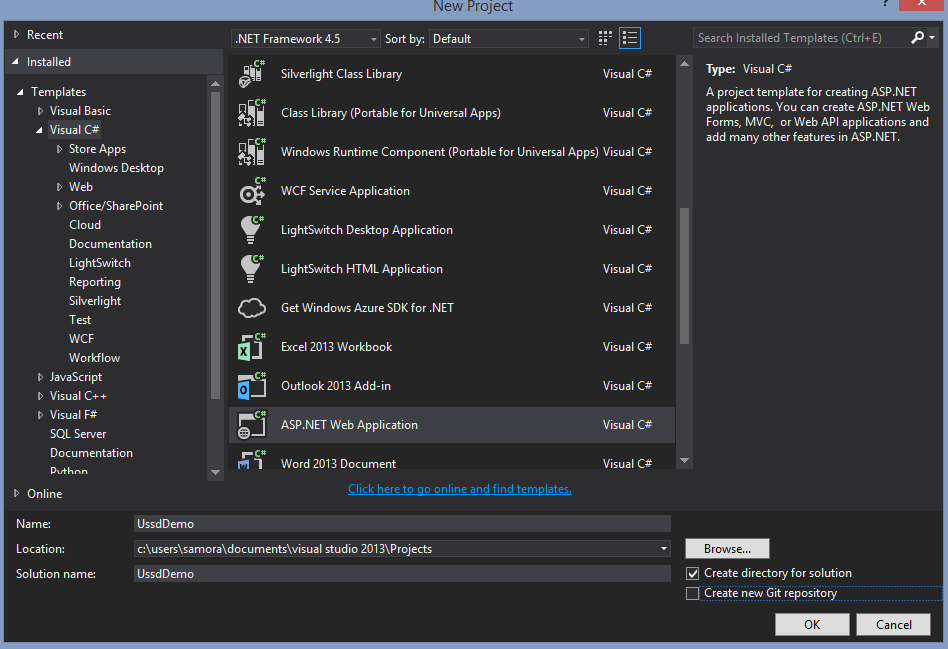 New Project
? x
Recent
.NET Framework 4.5 Sort by: Default
Search Installed Templates (Ctrl+E)
Installed
Templates
Visual Basic
Visual C#
Store Apps
Windows Desktop
Web
Office/SharePoint
Cloud
Documentation
LightSwitch
Reporting
Silverlight
Test
WCF
Workflow
JavaScript
Visual C++
Visual F#
SQL Server
Documentation
Python
Online
C# Silverlight Class Library Visual C#
C# Class Library (Portable for Universal Apps) Visual C#
C# Windows Runtime Component (Portable for Universal Apps) Visual C#
C# WCF Service Application Visual C#
C# LightSwitch Desktop Application Visual C#
C# LightSwitch HTML Application Visual C#
Get Windows Azure SDK for .NET Visual C#
C# Excel 2013 Workbook Visual C#
C# Outlook 2013 Add-in Visual C#
C# ASP.NET Web Application Visual C#
C# Word 2013 Document Visual C#
Click here to go online and find templates.
Type: Visual C#
A project template for creating ASP.NET
applications. You can create ASP.NET Web
Forms, MVC, or Web API applications and
add many other features in ASP.NET.
Name: UssdDemo
Location: c:\users\samora\documents\visual studio 2013\Projects
Browse...
Solution name: UssdDemo
Create directory for solution
Create new Git repository
OK Cancel